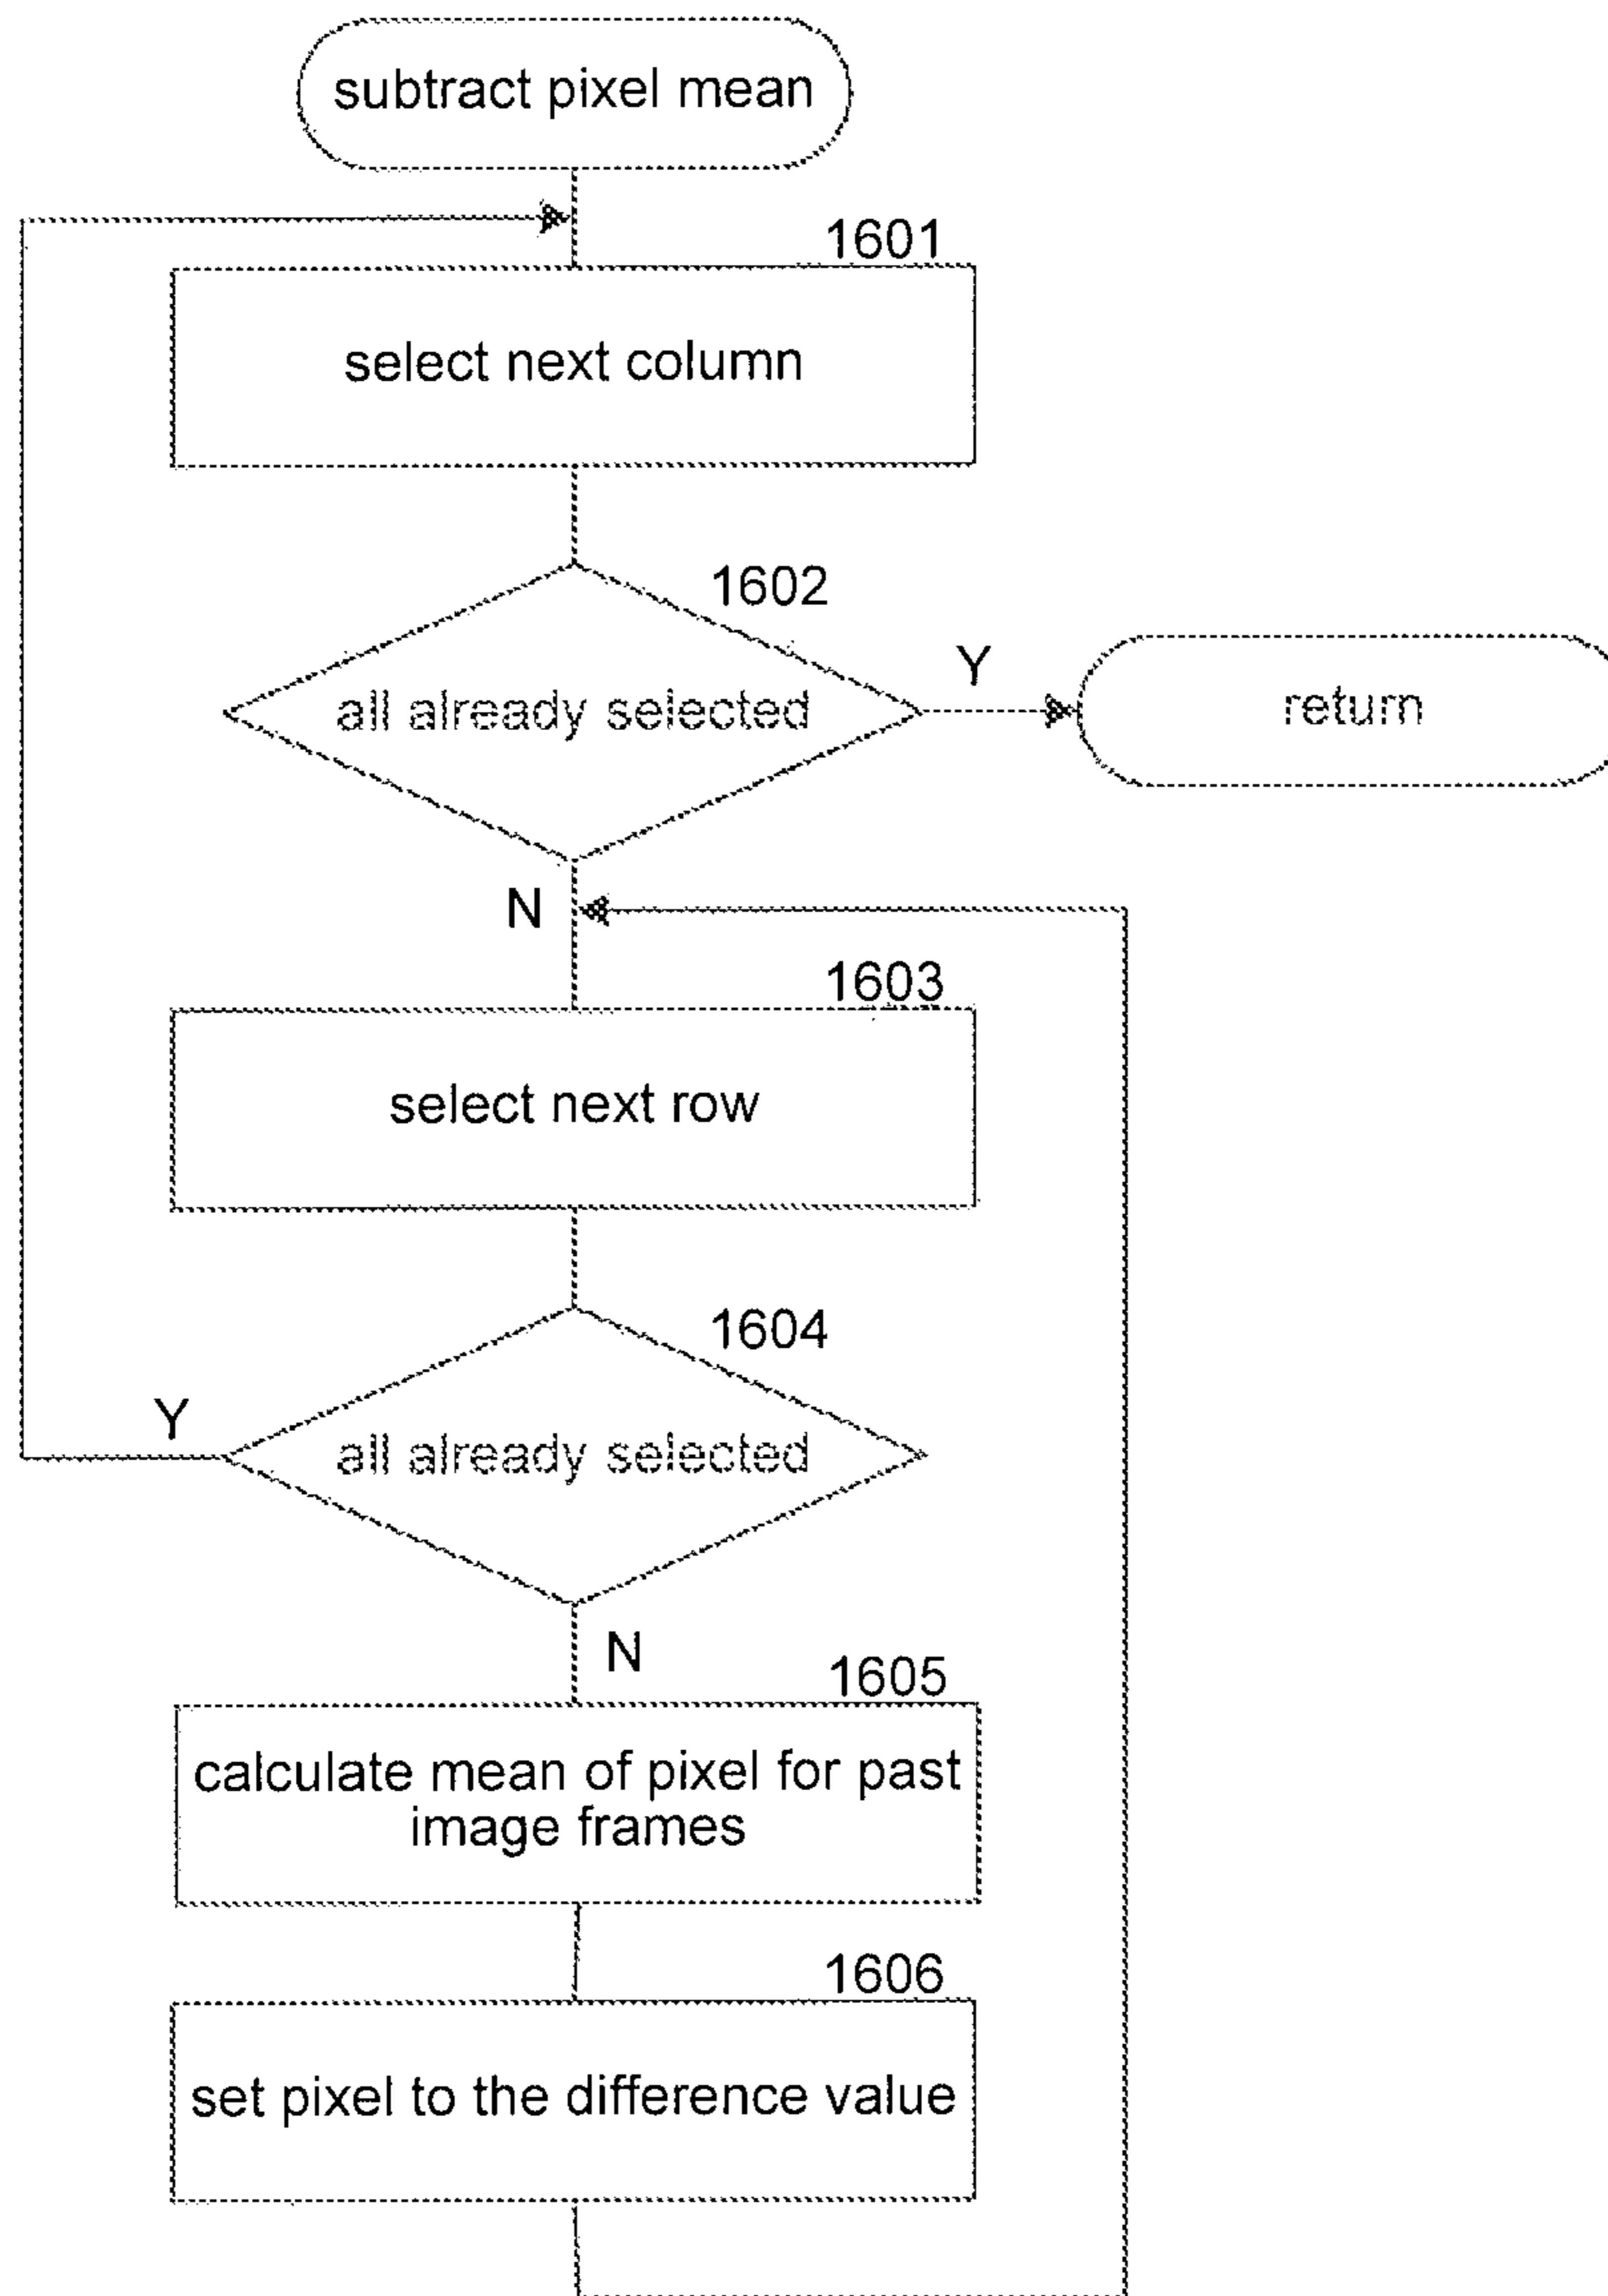 subtract pixel mean
1601
select next column
1602
all already selected
Y
return
N
1603
select next row
1604
Y
all already selected
N
1605
calculate mean of pixel for past
image frames
1606
set pixel to the difference value